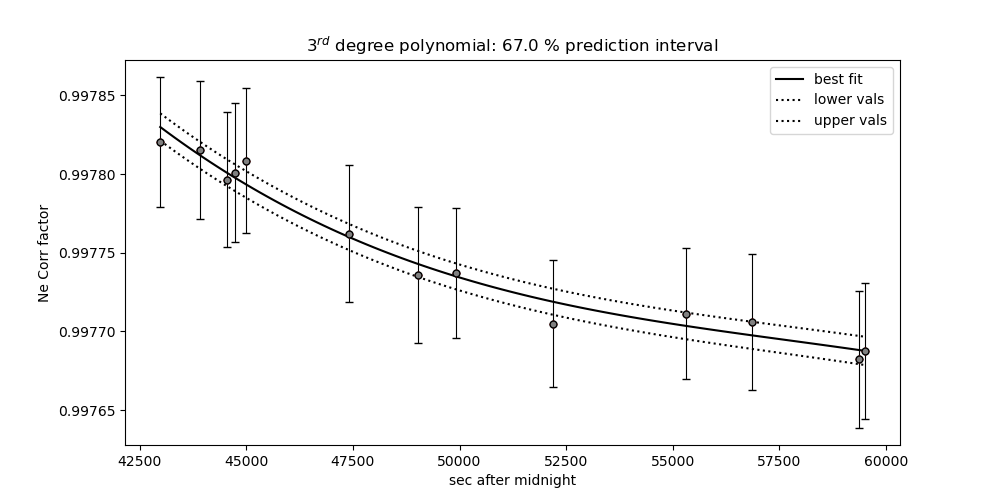 3rd degree polynomial: 67.0 % prediction interval
best fit
lower vals
upper vals
0.99785
0.99780
0.99775
0.99770
0.99765
Ne Corr factor
42500 45000 47500 50000 52500 55000 57500 60000
sec after midnight